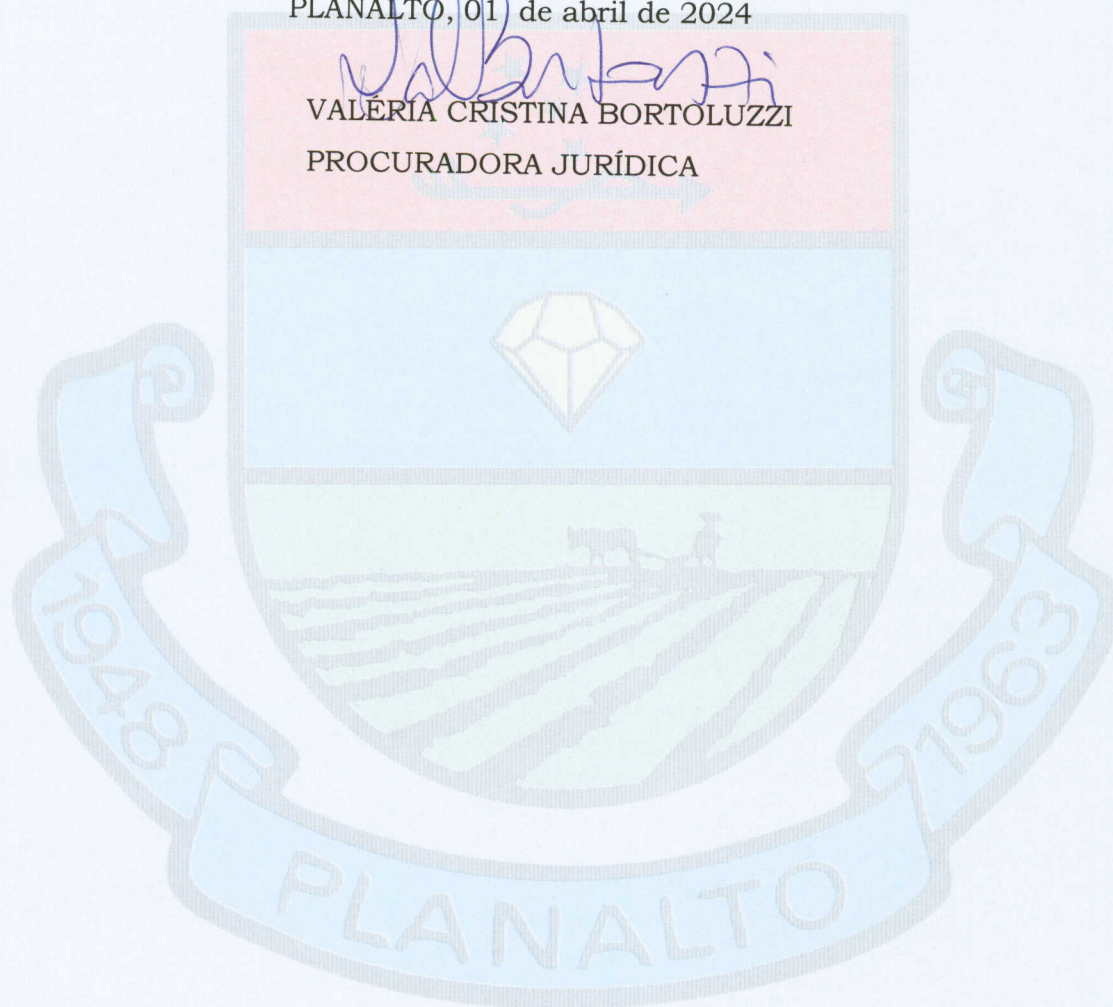 PLANALTO, 01 de abril de 2024
VALÉRIA CRISTINA BORTOLUZZI
PROCURADORA JURÍDICA
1948
PLANALTO
1963